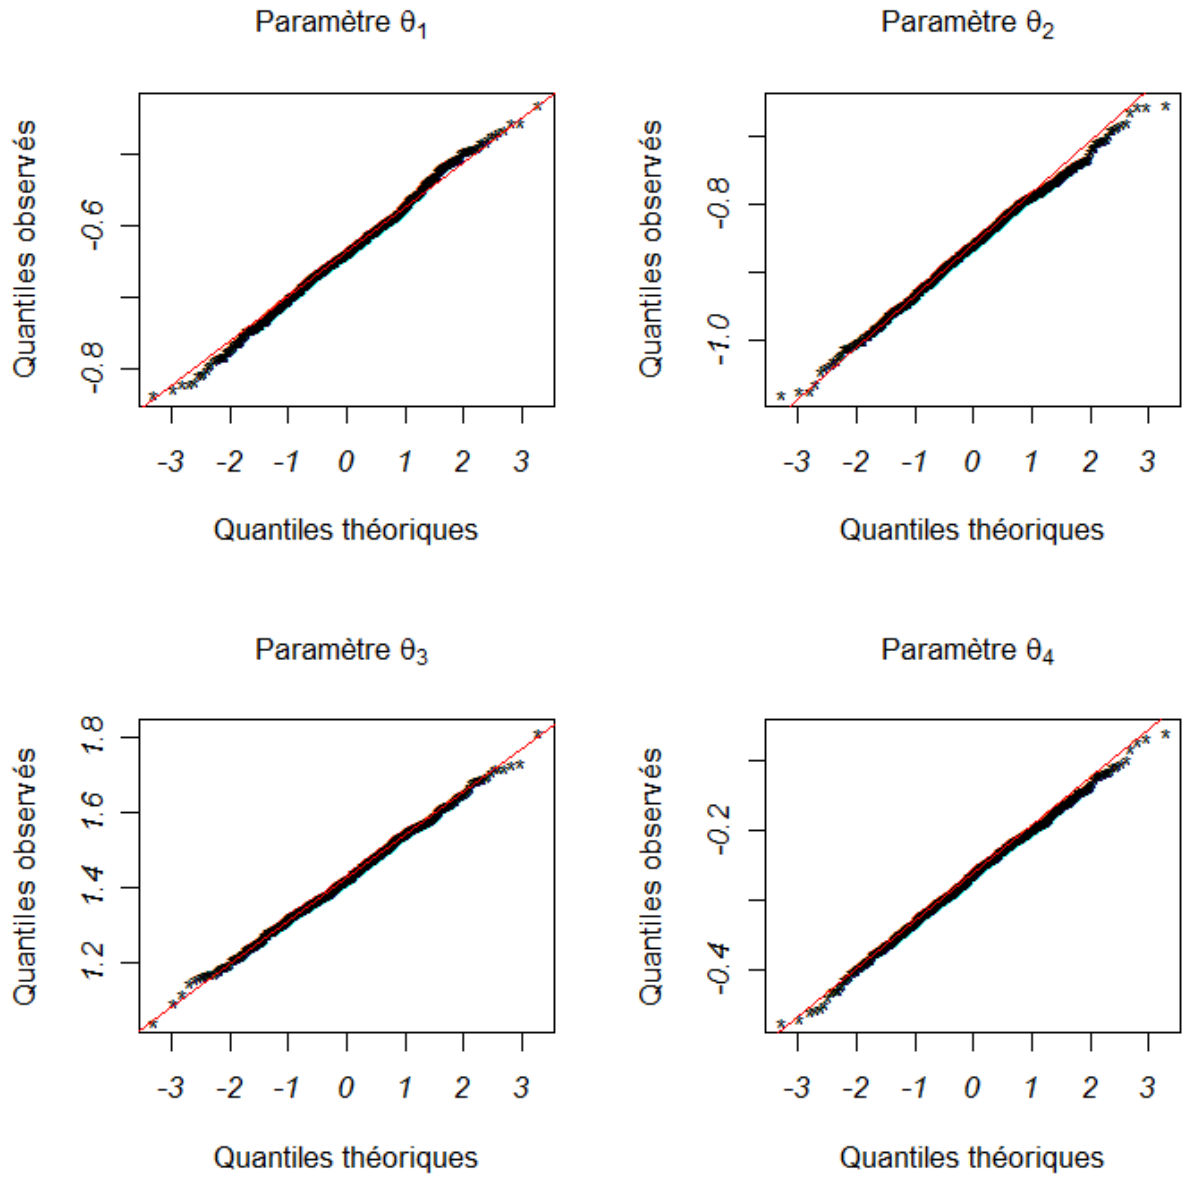 Paramètre θ1
Quantiles observés
-0.6
-0.8
-3 -2 -1 0 1 2 3
Quantiles théoriques
Paramètre θ2
Quantiles observés
-0.8
-1.0
-3 -2 -1 0 1 2 3
Quantiles théoriques
Paramètre θ3
Quantiles observés
1.8
1.6
1.4
1.2
-3 -2 -1 0 1 2 3
Quantiles théoriques
Paramètre θ4
Quantiles observés
-0.2
-0.4
-3 -2 -1 0 1 2 3
Quantiles théoriques